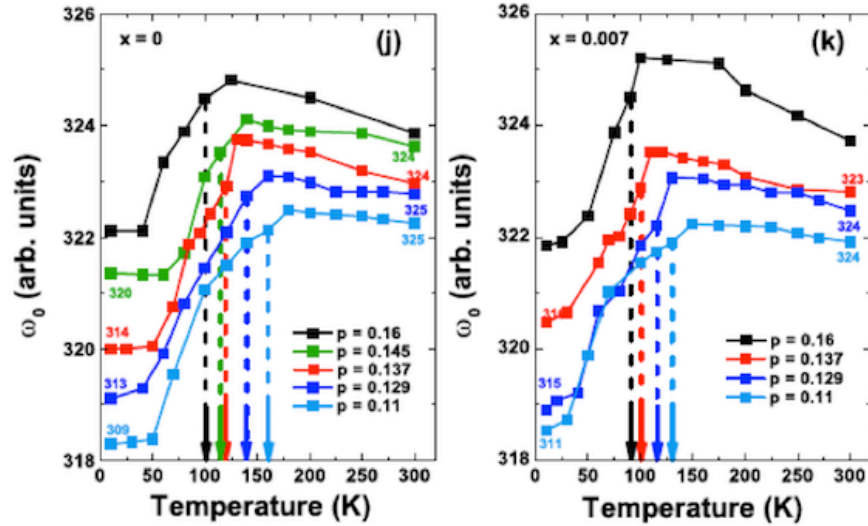 326
x = 0
(j)
324
322
320
318
ω0 (arb. units)
324
324
325
325
320
314
313
309
p = 0.16
p = 0.145
p = 0.137
p = 0.129
p = 0.11
0 50 100 150 200 250 300
Temperature (K)
326
x = 0.007
(k)
324
322
320
318
ω0 (arb. units)
323
324
324
315
311
p = 0.16
p = 0.137
p = 0.129
p = 0.11
0 50 100 150 200 250 300
Temperature (K)